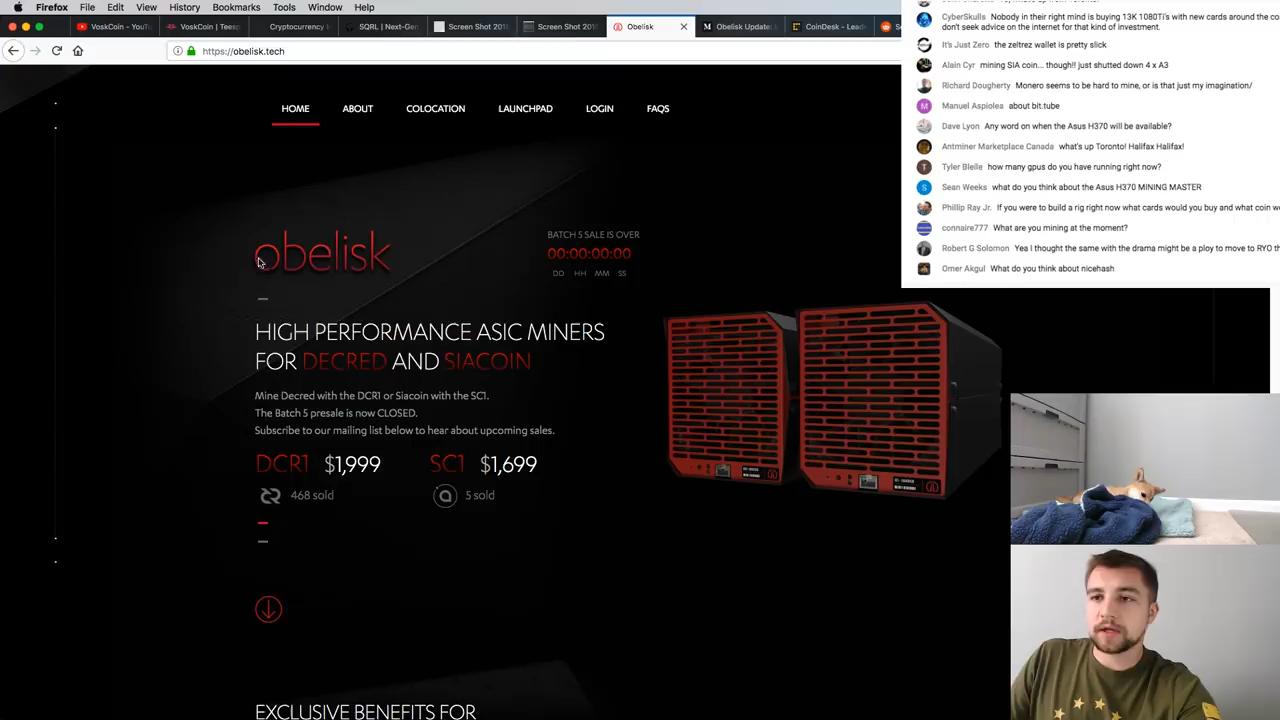 Firefox File Edit View History Bookmarks Tools Window Help
VoskCoin - YouT
VoskCoin | Teesp
Cryptocurrency
SQRL | Next-Gen
Screen Shot 201
Screen Shot 201
Obelisk
Obelisk Update:
CoinDesk - Lead
https://obelisk.tech
HOME ABOUT COLOCATION LAUNCHPAD LOGIN FAQS
obelisk
BATCH 5 SALE IS OVER
00:00:00:00
DD HH MM SS
HIGH PERFORMANCE ASIC MINERS
FOR DECRED AND SIACOIN
Mine Decred with the DCR1 or Siacoin with the SC1.
The Batch 5 presale is now CLOSED.
Subscribe to our mailing list below to hear about upcoming sales.
DCR1 $1,999 SC1 $1,699
468 sold 5 sold
EXCLUSIVE BENEFITS FOR
CyberSkulls Nobody in their right mind is buying 13K 1080Ti's with new cards around the co
don't seek advice on the internet for that kind of investment.
It's Just Zero the zeltrez wallet is pretty slick
Alain Cyr mining SIA coin... though!! just shutted down 4 x A3
Richard Dougherty Monero seems to be hard to mine, or is that just my imagination/
M
Manuel Aspiolea about bit.tube
Dave Lyon Any word on when the Asus H370 will be available?
Antminer Marketplace Canada what's up Toronto! Halifax Halifax!
T
Tyler Bleile how many gpus do you have running right now?
S
Sean Weeks what do you think about the Asus H370 MINING MASTER
Phillip Ray Jr. If you were to build a rig right now what cards would you buy and what coin w
connaire777 What are you mining at the moment?
Robert G Solomon Yea I thought the same with the drama might be a ploy to move to RYO th
Omer Akgul What do you think about nicehash